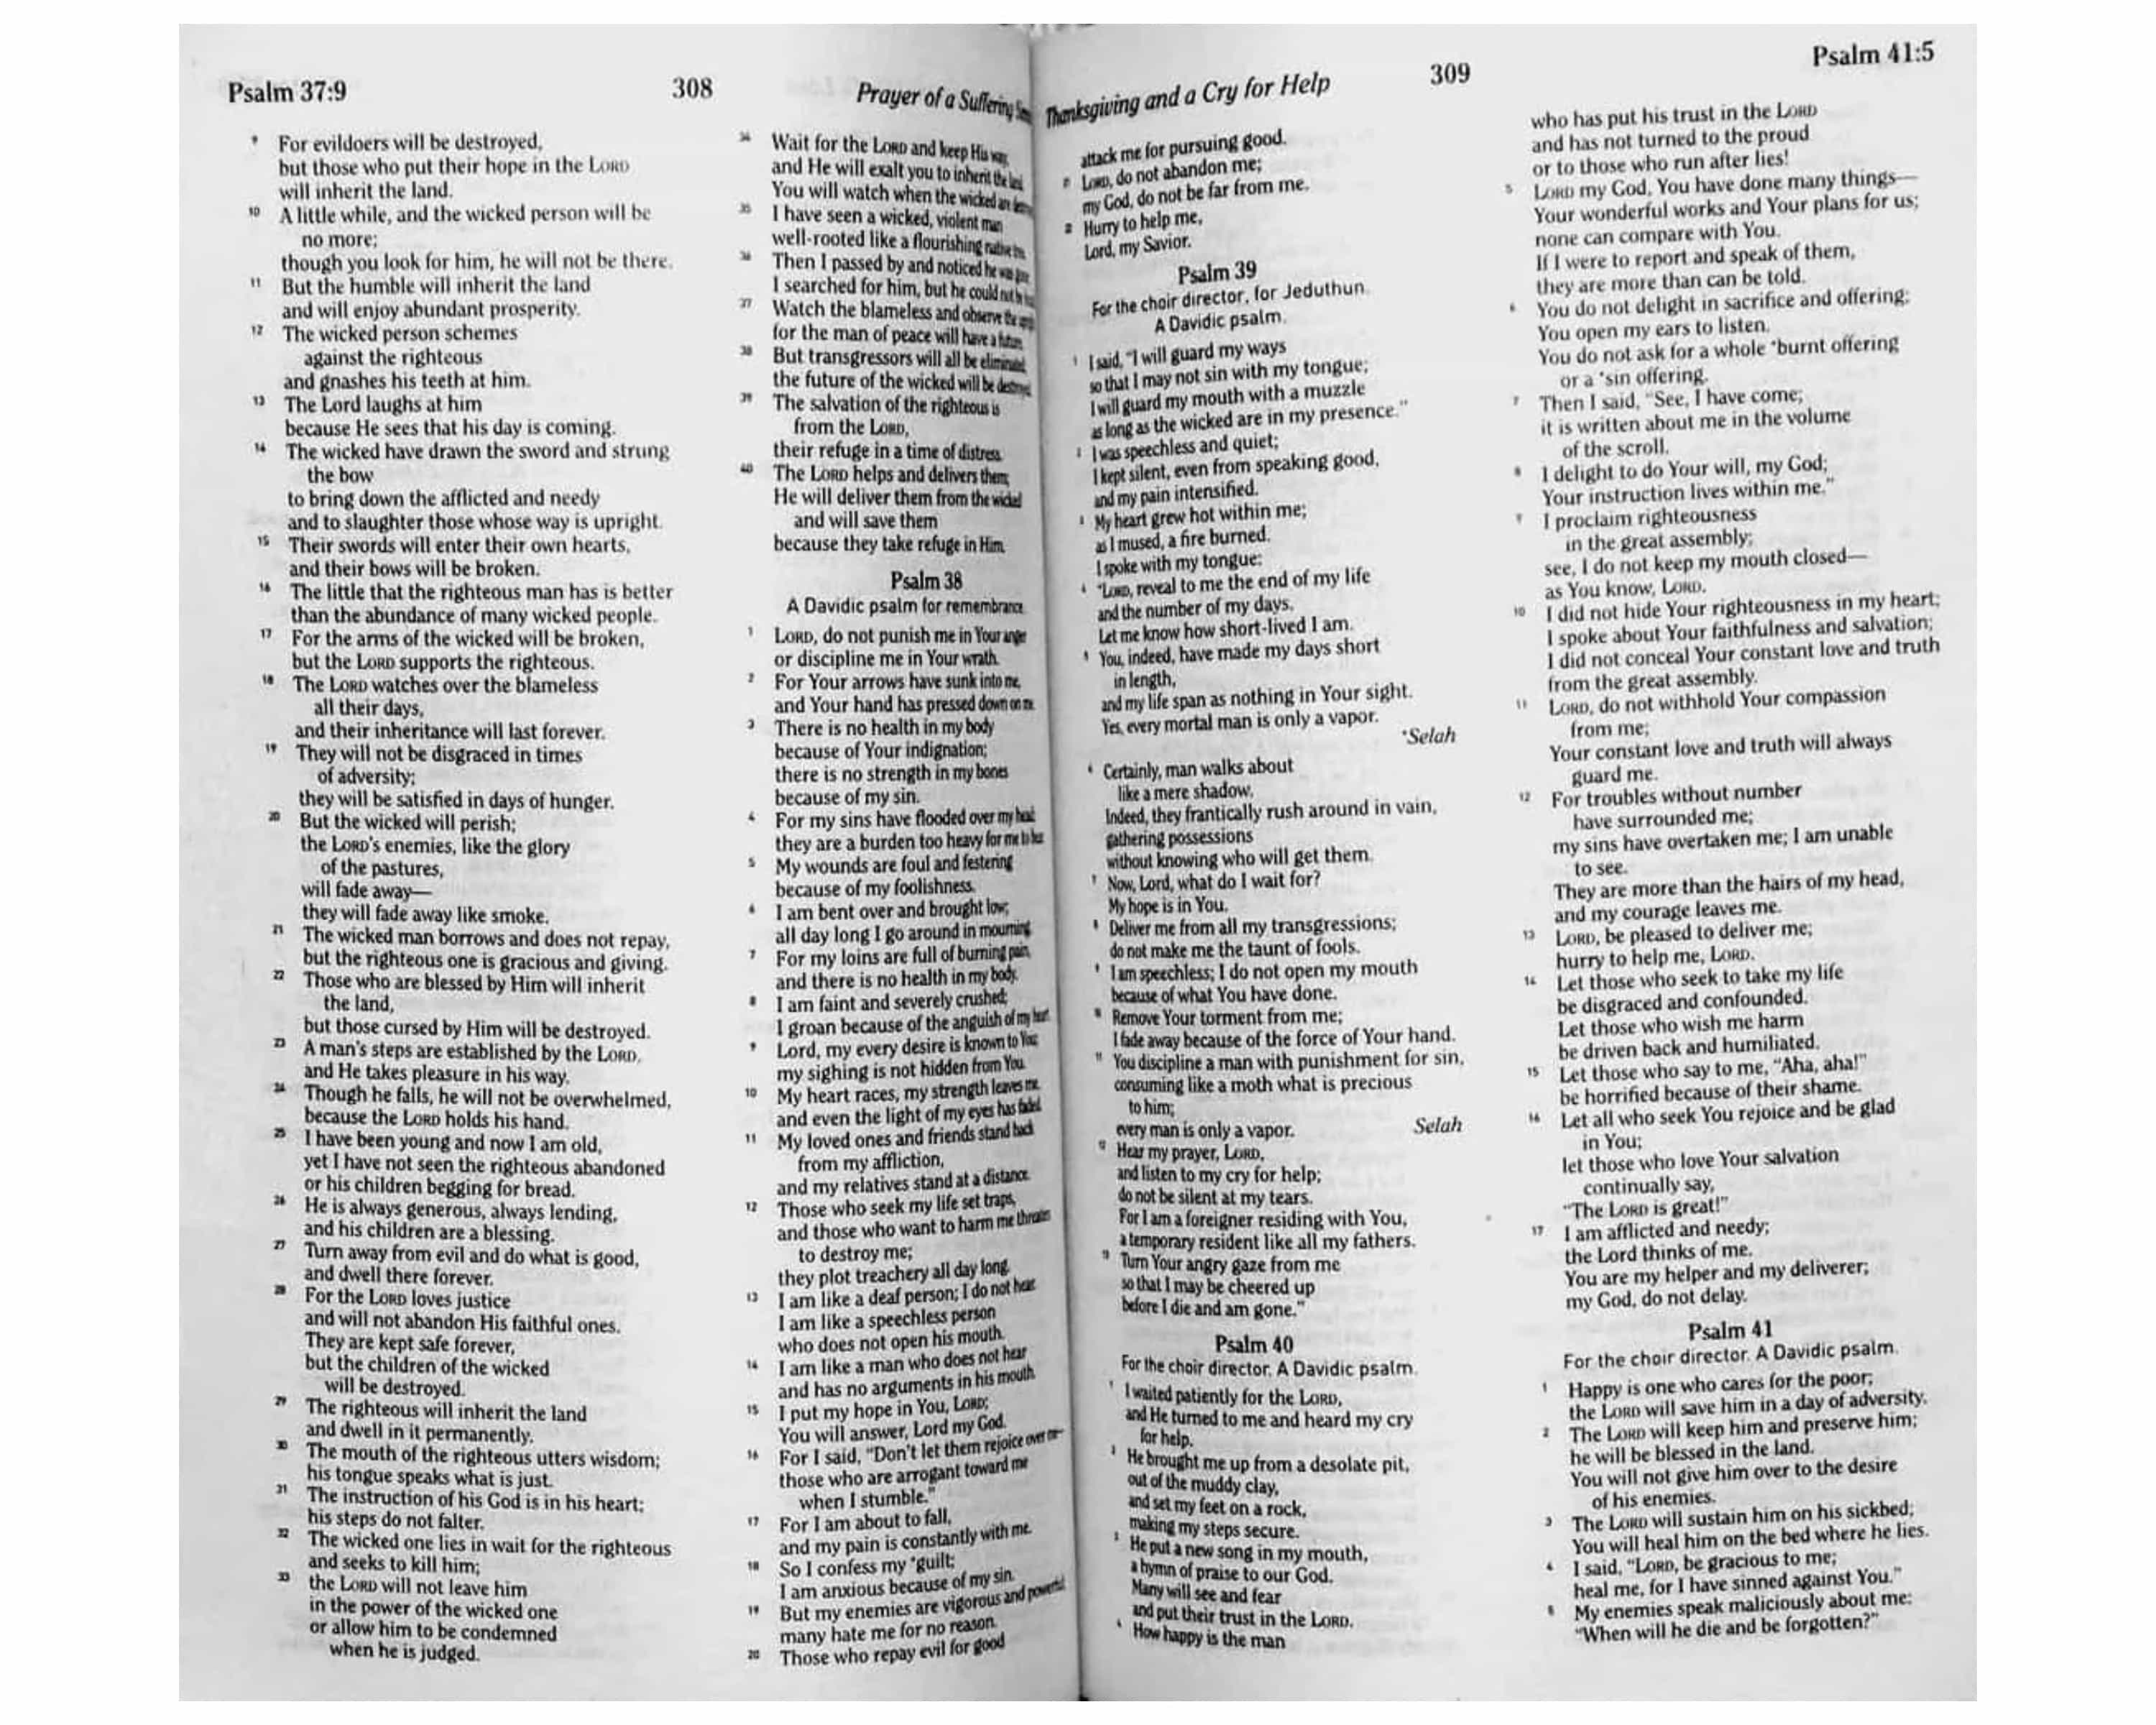 Psalm 37:9
308
Prayer of a Suffering
9 For evildoers will be destroyed,
but those who put their hope in the LORD
will inherit the land.
10 A little while, and the wicked person will be
no more;
though you look for him, he will not be there.
11 But the humble will inherit the land
and will enjoy abundant prosperity.
12 The wicked person schemes
against the righteous
and gnashes his teeth at him.
13 The Lord laughs at him
because He sees that his day is coming.
14 The wicked have drawn the sword and strung
the bow
to bring down the afflicted and needy
and to slaughter those whose way is upright.
15 Their swords will enter their own hearts,
and their bows will be broken.
16 The little that the righteous man has is better
than the abundance of many wicked people.
17 For the arms of the wicked will be broken,
but the LORD supports the righteous.
18 The LORD watches over the blameless
all their days,
and their inheritance will last forever.
19 They will not be disgraced in times
of adversity;
they will be satisfied in days of hunger.
20 But the wicked will perish;
the LORD's enemies, like the glory
of the pastures,
will fade away—
they will fade away like smoke.
21 The wicked man borrows and does not repay,
but the righteous one is gracious and giving.
22 Those who are blessed by Him will inherit
the land,
but those cursed by Him will be destroyed.
23 A man's steps are established by the LORD,
and He takes pleasure in his way.
24 Though he falls, he will not be overwhelmed,
because the LORD holds his hand.
25 I have been young and now I am old,
yet I have not seen the righteous abandoned
or his children begging for bread.
26 He is always generous, always lending,
and his children are a blessing.
27 Turn away from evil and do what is good,
and dwell there forever.
28 For the LORD loves justice
and will not abandon His faithful ones.
They are kept safe forever,
but the children of the wicked
will be destroyed.
29 The righteous will inherit the land
and dwell in it permanently.
30 The mouth of the righteous utters wisdom;
his tongue speaks what is just.
31 The instruction of his God is in his heart;
his steps do not falter.
32 The wicked one lies in wait for the righteous
and seeks to kill him;
33 the LORD will not leave him
in the power of the wicked one
or allow him to be condemned
when he is judged.
34 Wait for the LORD and keep His way,
and He will exalt you to inherit the land.
You will watch when the wicked are
35 I have seen a wicked, violent man
well-rooted like a flourishing native tree.
36 Then I passed by and noticed he was gone;
I searched for him, but he could not be
37 Watch the blameless and observe the
for the man of peace will have a future.
38 But transgressors will all be eliminated;
the future of the wicked will be destroyed.
39 The salvation of the righteous is
from the LORD,
their refuge in a time of distress.
40 The LORD helps and delivers them;
He will deliver them from the wicked
and will save them
because they take refuge in Him.
Psalm 38
A Davidic psalm for remembrance.
1 LORD, do not punish me in Your anger
or discipline me in Your wrath.
2 For Your arrows have sunk into me,
and Your hand has pressed down on me.
3 There is no health in my body
because of Your indignation;
there is no strength in my bones
because of my sin.
4 For my sins have flooded over my head;
they are a burden too heavy for me to bear.
5 My wounds are foul and festering
because of my foolishness.
6 I am bent over and brought low;
all day long I go around in mourning.
7 For my loins are full of burning pain,
and there is no health in my body.
8 I am faint and severely crushed;
I groan because of the anguish of my heart.
9 Lord, my every desire is known to You;
my sighing is not hidden from You.
10 My heart races, my strength leaves me,
and even the light of my eyes has faded.
11 My loved ones and friends stand back
from my affliction,
and my relatives stand at a distance.
12 Those who seek my life set traps,
and those who want to harm me threaten
to destroy me;
they plot treachery all day long.
13 I am like a deaf person; I do not hear.
I am like a speechless person
who does not open his mouth.
14 I am like a man who does not hear
and has no arguments in his mouth.
15 I put my hope in You, LORD;
You will answer, Lord my God.
16 For I said, "Don't let them rejoice over me—
those who are arrogant toward me
when I stumble."
17 For I am about to fall,
and my pain is constantly with me.
18 So I confess my *guilt;
I am anxious because of my sin.
19 But my enemies are vigorous and powerful;
many hate me for no reason.
20 Those who repay evil for good
Thanksgiving and a Cry for Help
309
Psalm 41:5
attack me for pursuing good.
21 LORD, do not abandon me;
my God, do not be far from me.
22 Hurry to help me,
Lord, my Savior.
Psalm 39
For the choir director, for Jeduthun.
A Davidic psalm.
1 I said, "I will guard my ways
so that I may not sin with my tongue;
I will guard my mouth with a muzzle
as long as the wicked are in my presence."
2 I was speechless and quiet;
I kept silent, even from speaking good,
and my pain intensified.
3 My heart grew hot within me;
as I mused, a fire burned.
I spoke with my tongue:
4 "LORD, reveal to me the end of my life
and the number of my days.
Let me know how short-lived I am.
5 You, indeed, have made my days short
in length,
and my life span as nothing in Your sight.
Yes, every mortal man is only a vapor.
*Selah
6 Certainly, man walks about
like a mere shadow.
Indeed, they frantically rush around in vain,
gathering possessions
without knowing who will get them.
7 Now, Lord, what do I wait for?
My hope is in You.
8 Deliver me from all my transgressions;
do not make me the taunt of fools.
9 I am speechless; I do not open my mouth
because of what You have done.
10 Remove Your torment from me;
I fade away because of the force of Your hand.
11 You discipline a man with punishment for sin,
consuming like a moth what is precious
to him;
every man is only a vapor. Selah
12 Hear my prayer, LORD,
and listen to my cry for help;
do not be silent at my tears.
For I am a foreigner residing with You,
a temporary resident like all my fathers.
13 Turn Your angry gaze from me
so that I may be cheered up
before I die and am gone."
Psalm 40
For the choir director. A Davidic psalm.
1 I waited patiently for the LORD,
and He turned to me and heard my cry
for help.
2 He brought me up from a desolate pit,
out of the muddy clay,
and set my feet on a rock,
making my steps secure.
3 He put a new song in my mouth,
a hymn of praise to our God.
Many will see and fear
and put their trust in the LORD.
4 How happy is the man
who has put his trust in the LORD
and has not turned to the proud
or to those who run after lies!
5 LORD my God, You have done many things—
Your wonderful works and Your plans for us;
none can compare with You.
If I were to report and speak of them,
they are more than can be told.
6 You do not delight in sacrifice and offering;
You open my ears to listen.
You do not ask for a whole *burnt offering
or a *sin offering.
7 Then I said, "See, I have come;
it is written about me in the volume
of the scroll.
8 I delight to do Your will, my God;
Your instruction lives within me."
9 I proclaim righteousness
in the great assembly;
see, I do not keep my mouth closed—
as You know, LORD.
10 I did not hide Your righteousness in my heart;
I spoke about Your faithfulness and salvation;
I did not conceal Your constant love and truth
from the great assembly.
11 LORD, do not withhold Your compassion
from me;
Your constant love and truth will always
guard me.
12 For troubles without number
have surrounded me;
my sins have overtaken me; I am unable
to see.
They are more than the hairs of my head,
and my courage leaves me.
13 LORD, be pleased to deliver me;
hurry to help me, LORD.
14 Let those who seek to take my life
be disgraced and confounded.
Let those who wish me harm
be driven back and humiliated.
15 Let those who say to me, "Aha, aha!"
be horrified because of their shame.
16 Let all who seek You rejoice and be glad
in You;
let those who love Your salvation
continually say,
"The LORD is great!"
17 I am afflicted and needy;
the Lord thinks of me.
You are my helper and my deliverer;
my God, do not delay.
Psalm 41
For the choir director. A Davidic psalm.
1 Happy is one who cares for the poor;
the LORD will save him in a day of adversity.
2 The LORD will keep him and preserve him;
he will be blessed in the land.
You will not give him over to the desire
of his enemies.
3 The LORD will sustain him on his sickbed;
You will heal him on the bed where he lies.
4 I said, "LORD, be gracious to me;
heal me, for I have sinned against You."
5 My enemies speak maliciously about me:
"When will he die and be forgotten?"